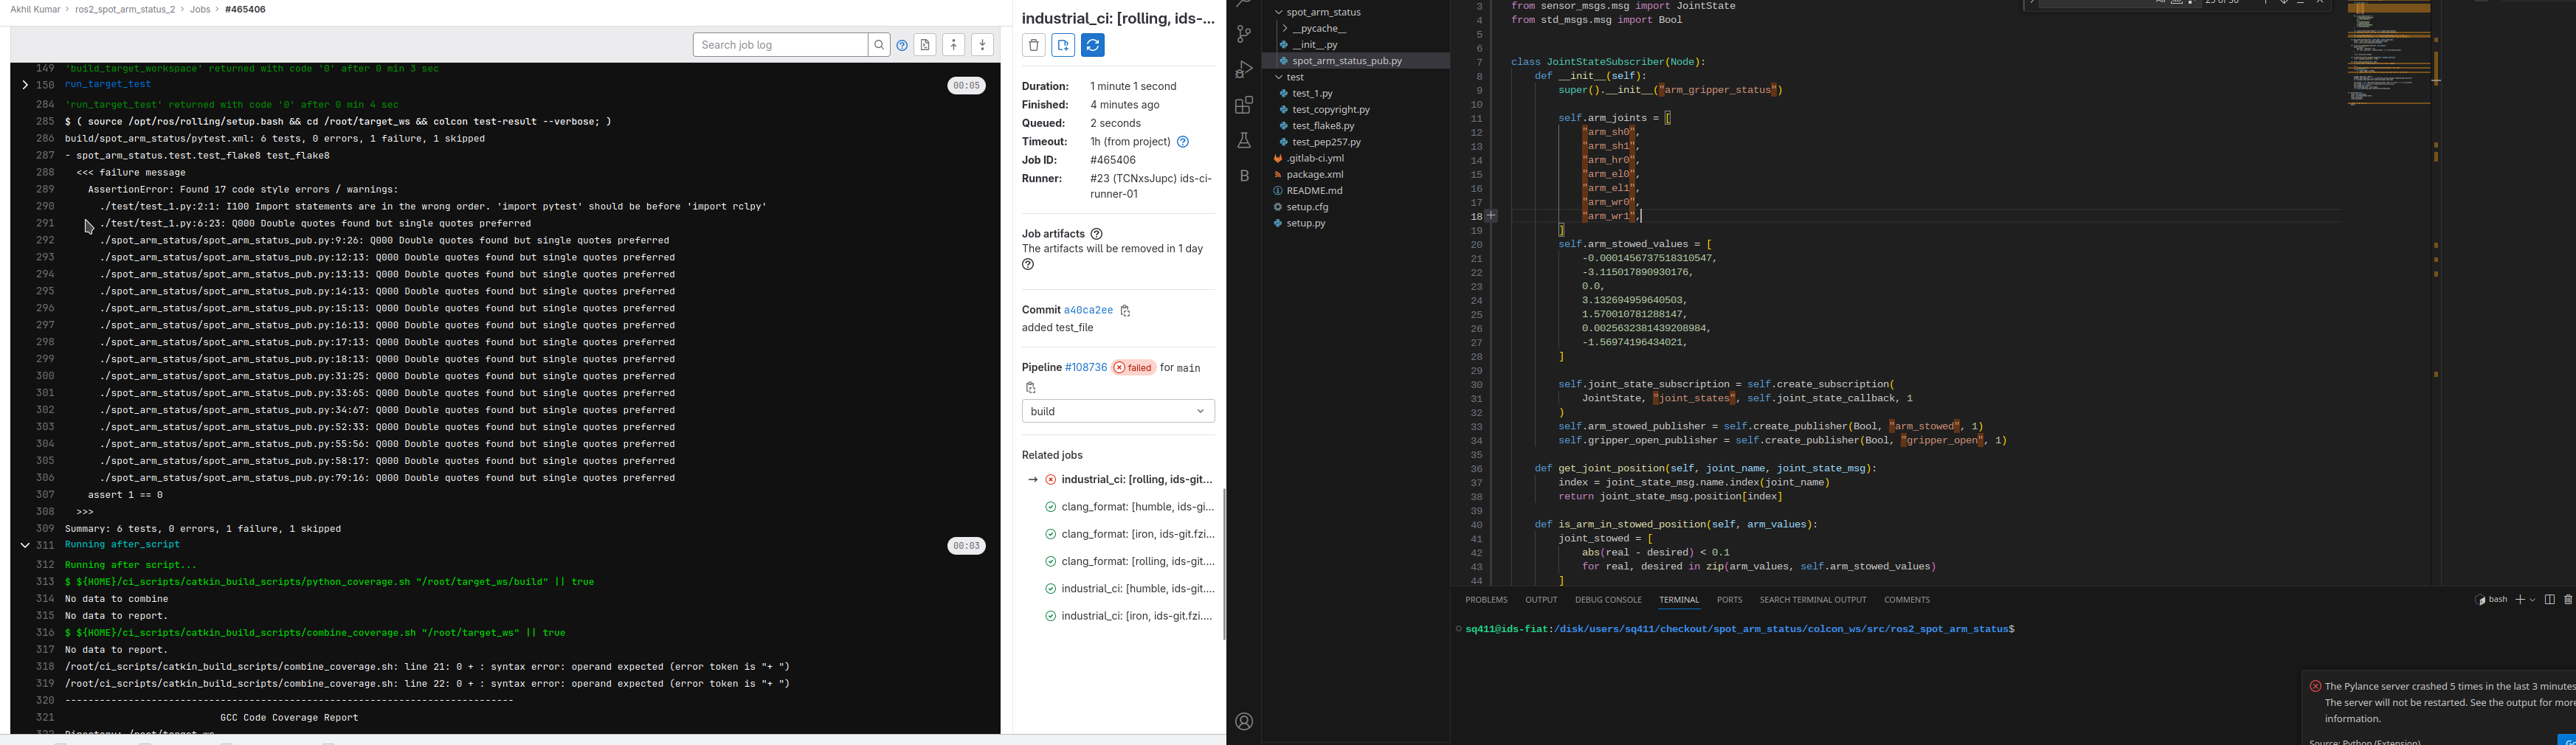 Akhil Kumar > ros2_spot_arm_status_2 > Jobs > #465406
Search job log
149 'build_target_workspace' returned with code '0' after 0 min 3 sec
150 run_target_test 00:05
284 'run_target_test' returned with code '0' after 0 min 4 sec
285 $ ( source /opt/ros/rolling/setup.bash && cd /root/target_ws && colcon test-result --verbose; )
286 build/spot_arm_status/pytest.xml: 6 tests, 0 errors, 1 failure, 1 skipped
287 - spot_arm_status.test.test_flake8 test_flake8
288 <<< failure message
289 AssertionError: Found 17 code style errors / warnings:
290 ./test/test_1.py:2:1: I100 Import statements are in the wrong order. 'import pytest' should be before 'import rclpy'
291 ./test/test_1.py:6:23: Q000 Double quotes found but single quotes preferred
292 ./spot_arm_status/spot_arm_status_pub.py:9:26: Q000 Double quotes found but single quotes preferred
293 ./spot_arm_status/spot_arm_status_pub.py:12:13: Q000 Double quotes found but single quotes preferred
294 ./spot_arm_status/spot_arm_status_pub.py:13:13: Q000 Double quotes found but single quotes preferred
295 ./spot_arm_status/spot_arm_status_pub.py:14:13: Q000 Double quotes found but single quotes preferred
296 ./spot_arm_status/spot_arm_status_pub.py:15:13: Q000 Double quotes found but single quotes preferred
297 ./spot_arm_status/spot_arm_status_pub.py:16:13: Q000 Double quotes found but single quotes preferred
298 ./spot_arm_status/spot_arm_status_pub.py:17:13: Q000 Double quotes found but single quotes preferred
299 ./spot_arm_status/spot_arm_status_pub.py:18:13: Q000 Double quotes found but single quotes preferred
300 ./spot_arm_status/spot_arm_status_pub.py:31:25: Q000 Double quotes found but single quotes preferred
301 ./spot_arm_status/spot_arm_status_pub.py:33:65: Q000 Double quotes found but single quotes preferred
302 ./spot_arm_status/spot_arm_status_pub.py:34:67: Q000 Double quotes found but single quotes preferred
303 ./spot_arm_status/spot_arm_status_pub.py:52:33: Q000 Double quotes found but single quotes preferred
304 ./spot_arm_status/spot_arm_status_pub.py:55:56: Q000 Double quotes found but single quotes preferred
305 ./spot_arm_status/spot_arm_status_pub.py:58:17: Q000 Double quotes found but single quotes preferred
306 ./spot_arm_status/spot_arm_status_pub.py:79:16: Q000 Double quotes found but single quotes preferred
307 assert 1 == 0
308 >>>
309 Summary: 6 tests, 0 errors, 1 failure, 1 skipped
311 Running after_script 00:03
312 Running after script...
313 $ ${HOME}/ci_scripts/catkin_build_scripts/python_coverage.sh "/root/target_ws/build" || true
314 No data to combine
315 No data to report.
316 $ ${HOME}/ci_scripts/catkin_build_scripts/combine_coverage.sh "/root/target_ws" || true
317 No data to report.
318 /root/ci_scripts/catkin_build_scripts/combine_coverage.sh: line 21: 0 + : syntax error: operand expected (error token is "+ ")
319 /root/ci_scripts/catkin_build_scripts/combine_coverage.sh: line 22: 0 + : syntax error: operand expected (error token is "+ ")
320 ------------------------------------------------------------------------------
321 GCC Code Coverage Report
industrial_ci: [rolling, ids-...
Duration: 1 minute 1 second
Finished: 4 minutes ago
Queued: 2 seconds
Timeout: 1h (from project)
Job ID: #465406
Runner: #23 (TCNxsJupc) ids-ci-
runner-01
Job artifacts
The artifacts will be removed in 1 day
Commit a40ca2ee
added test_file
Pipeline #108736 failed for main
build
Related jobs
→ industrial_ci: [rolling, ids-git...
clang_format: [humble, ids-gi...
clang_format: [iron, ids-git.fzi...
clang_format: [rolling, ids-git....
industrial_ci: [humble, ids-git....
industrial_ci: [iron, ids-git.fzi....
spot_arm_status
__pycache__
__init__.py
spot_arm_status_pub.py
test
test_1.py
test_copyright.py
test_flake8.py
test_pep257.py
.gitlab-ci.yml
package.xml
README.md
setup.cfg
setup.py
3 from sensor_msgs.msg import JointState
4 from std_msgs.msg import Bool
5
6
7 class JointStateSubscriber(Node):
8 def __init__(self):
9 super().__init__("arm_gripper_status")
10
11 self.arm_joints = [
12 "arm_sh0",
13 "arm_sh1",
14 "arm_hr0",
15 "arm_el0",
16 "arm_el1",
17 "arm_wr0",
18 "arm_wr1",
19 ]
20 self.arm_stowed_values = [
21 -0.0001456737518310547,
22 -3.115017890930176,
23 0.0,
24 3.132694959640503,
25 1.570010781288147,
26 0.0025632381439208984,
27 -1.56974196434021,
28 ]
29
30 self.joint_state_subscription = self.create_subscription(
31 JointState, "joint_states", self.joint_state_callback, 1
32 )
33 self.arm_stowed_publisher = self.create_publisher(Bool, "arm_stowed", 1)
34 self.gripper_open_publisher = self.create_publisher(Bool, "gripper_open", 1)
35
36 def get_joint_position(self, joint_name, joint_state_msg):
37 index = joint_state_msg.name.index(joint_name)
38 return joint_state_msg.position[index]
39
40 def is_arm_in_stowed_position(self, arm_values):
41 joint_stowed = [
42 abs(real - desired) < 0.1
43 for real, desired in zip(arm_values, self.arm_stowed_values)
44 ]
PROBLEMS OUTPUT DEBUG CONSOLE TERMINAL PORTS SEARCH TERMINAL OUTPUT COMMENTS
bash
sq411@ids-fiat:/disk/users/sq411/checkout/spot_arm_status/colcon_ws/src/ros2_spot_arm_status$
The Pylance server crashed 5 times in the last 3 minutes
The server will not be restarted. See the output for more
information.
Source: Python (Extension)